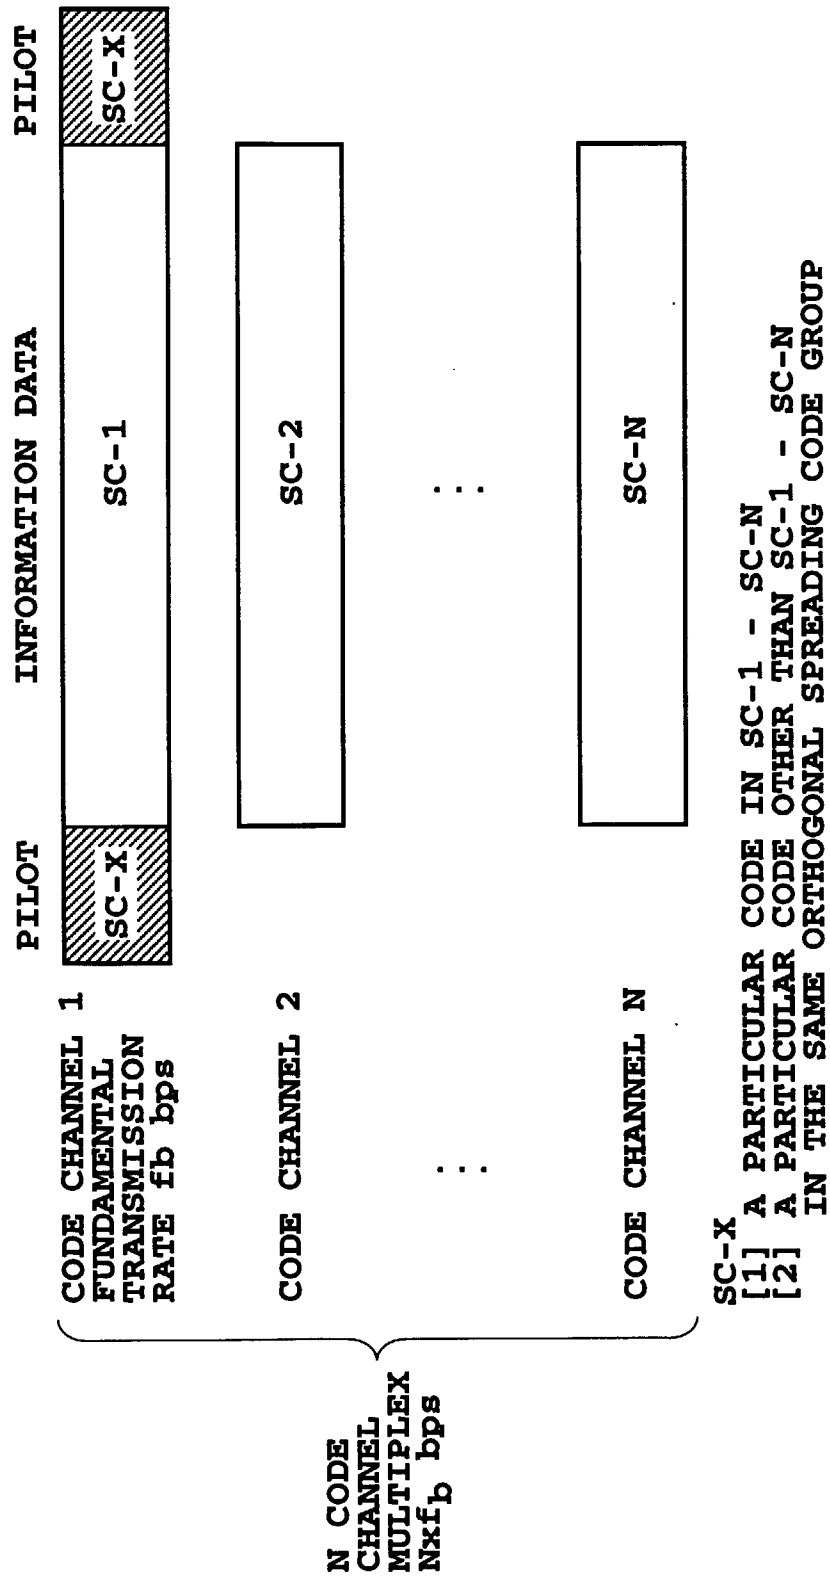 PILOT
INFORMATION DATA
PILOT
CODE CHANNEL 1
FUNDAMENTAL
TRANSMISSION
RATE fb bps
SC-X
SC-1
SC-X
CODE CHANNEL 2
SC-2
...
...
CODE CHANNEL N
SC-N
N CODE
CHANNEL
MULTIPLEX
Nxfb bps
SC-X
[1] A PARTICULAR CODE IN SC-1 - SC-N
[2] A PARTICULAR CODE OTHER THAN SC-1 - SC-N
IN THE SAME ORTHOGONAL SPREADING CODE GROUP